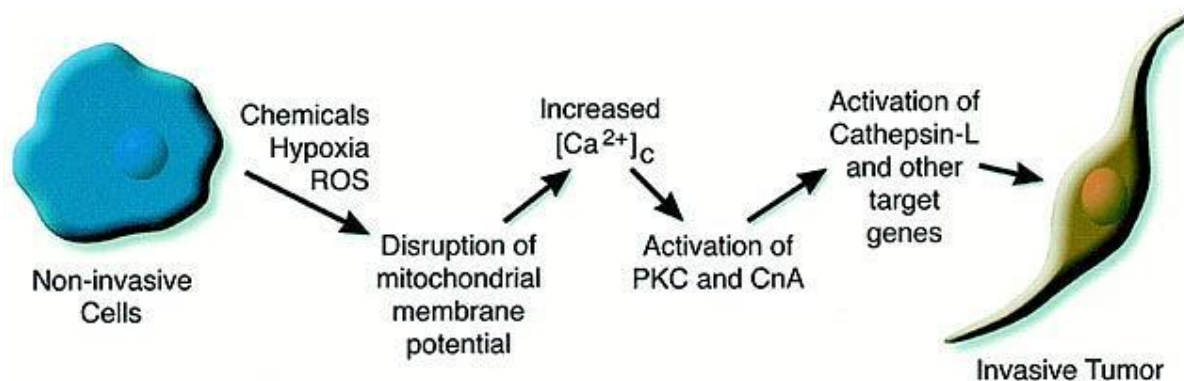 Non-invasive
Cells
Chemicals
Hypoxia
ROS
Disruption of
mitochondrial
membrane
potential
Increased
[Ca²⁺]c
Activation of
PKC and CnA
Activation of
Cathepsin-L
and other
target
genes
Invasive Tumor